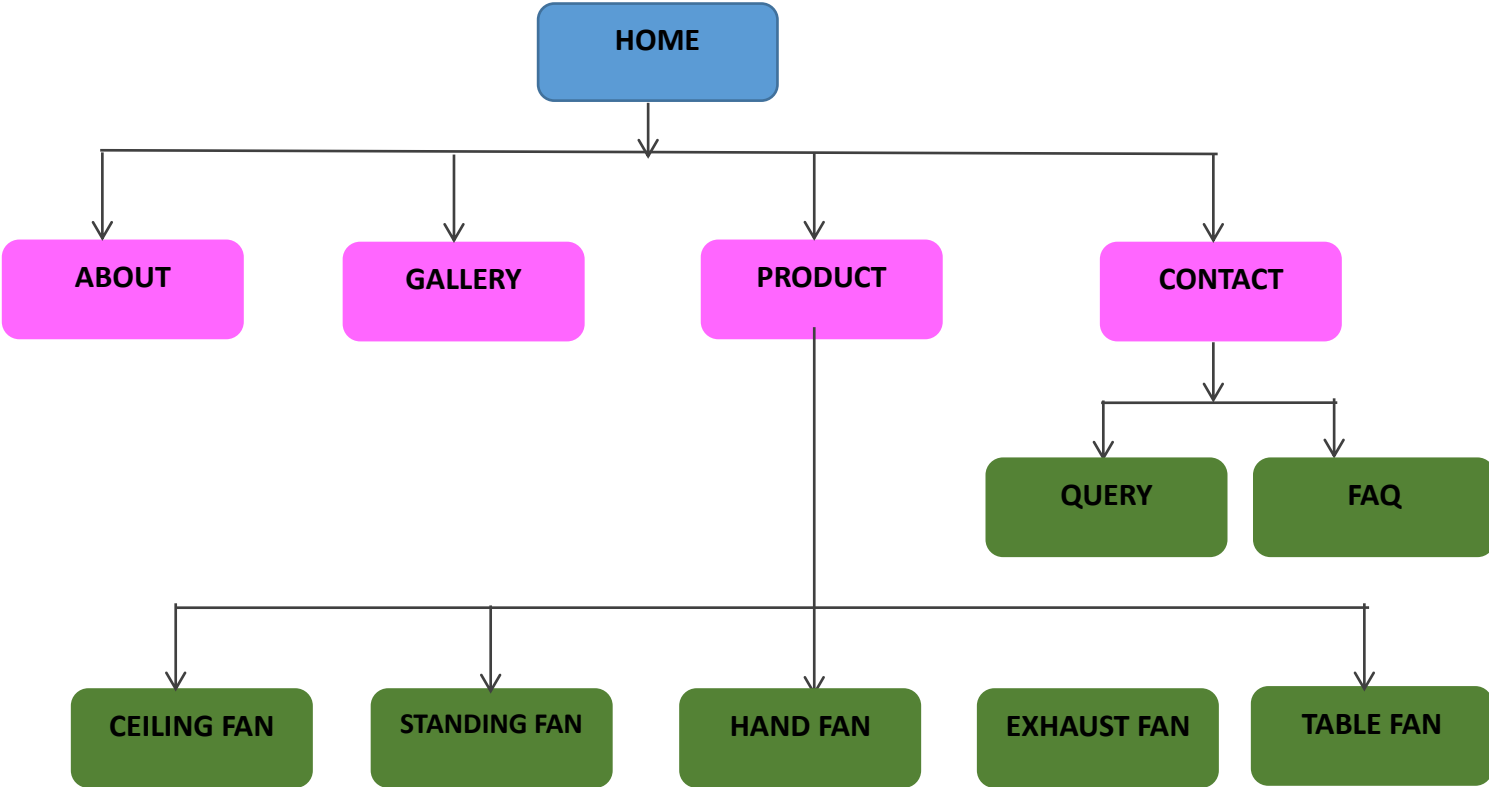 HOME
ABOUT
GALLERY
PRODUCT
CONTACT
QUERY
FAQ
CEILING FAN
STANDING FAN
HAND FAN
EXHAUST FAN
TABLE FAN